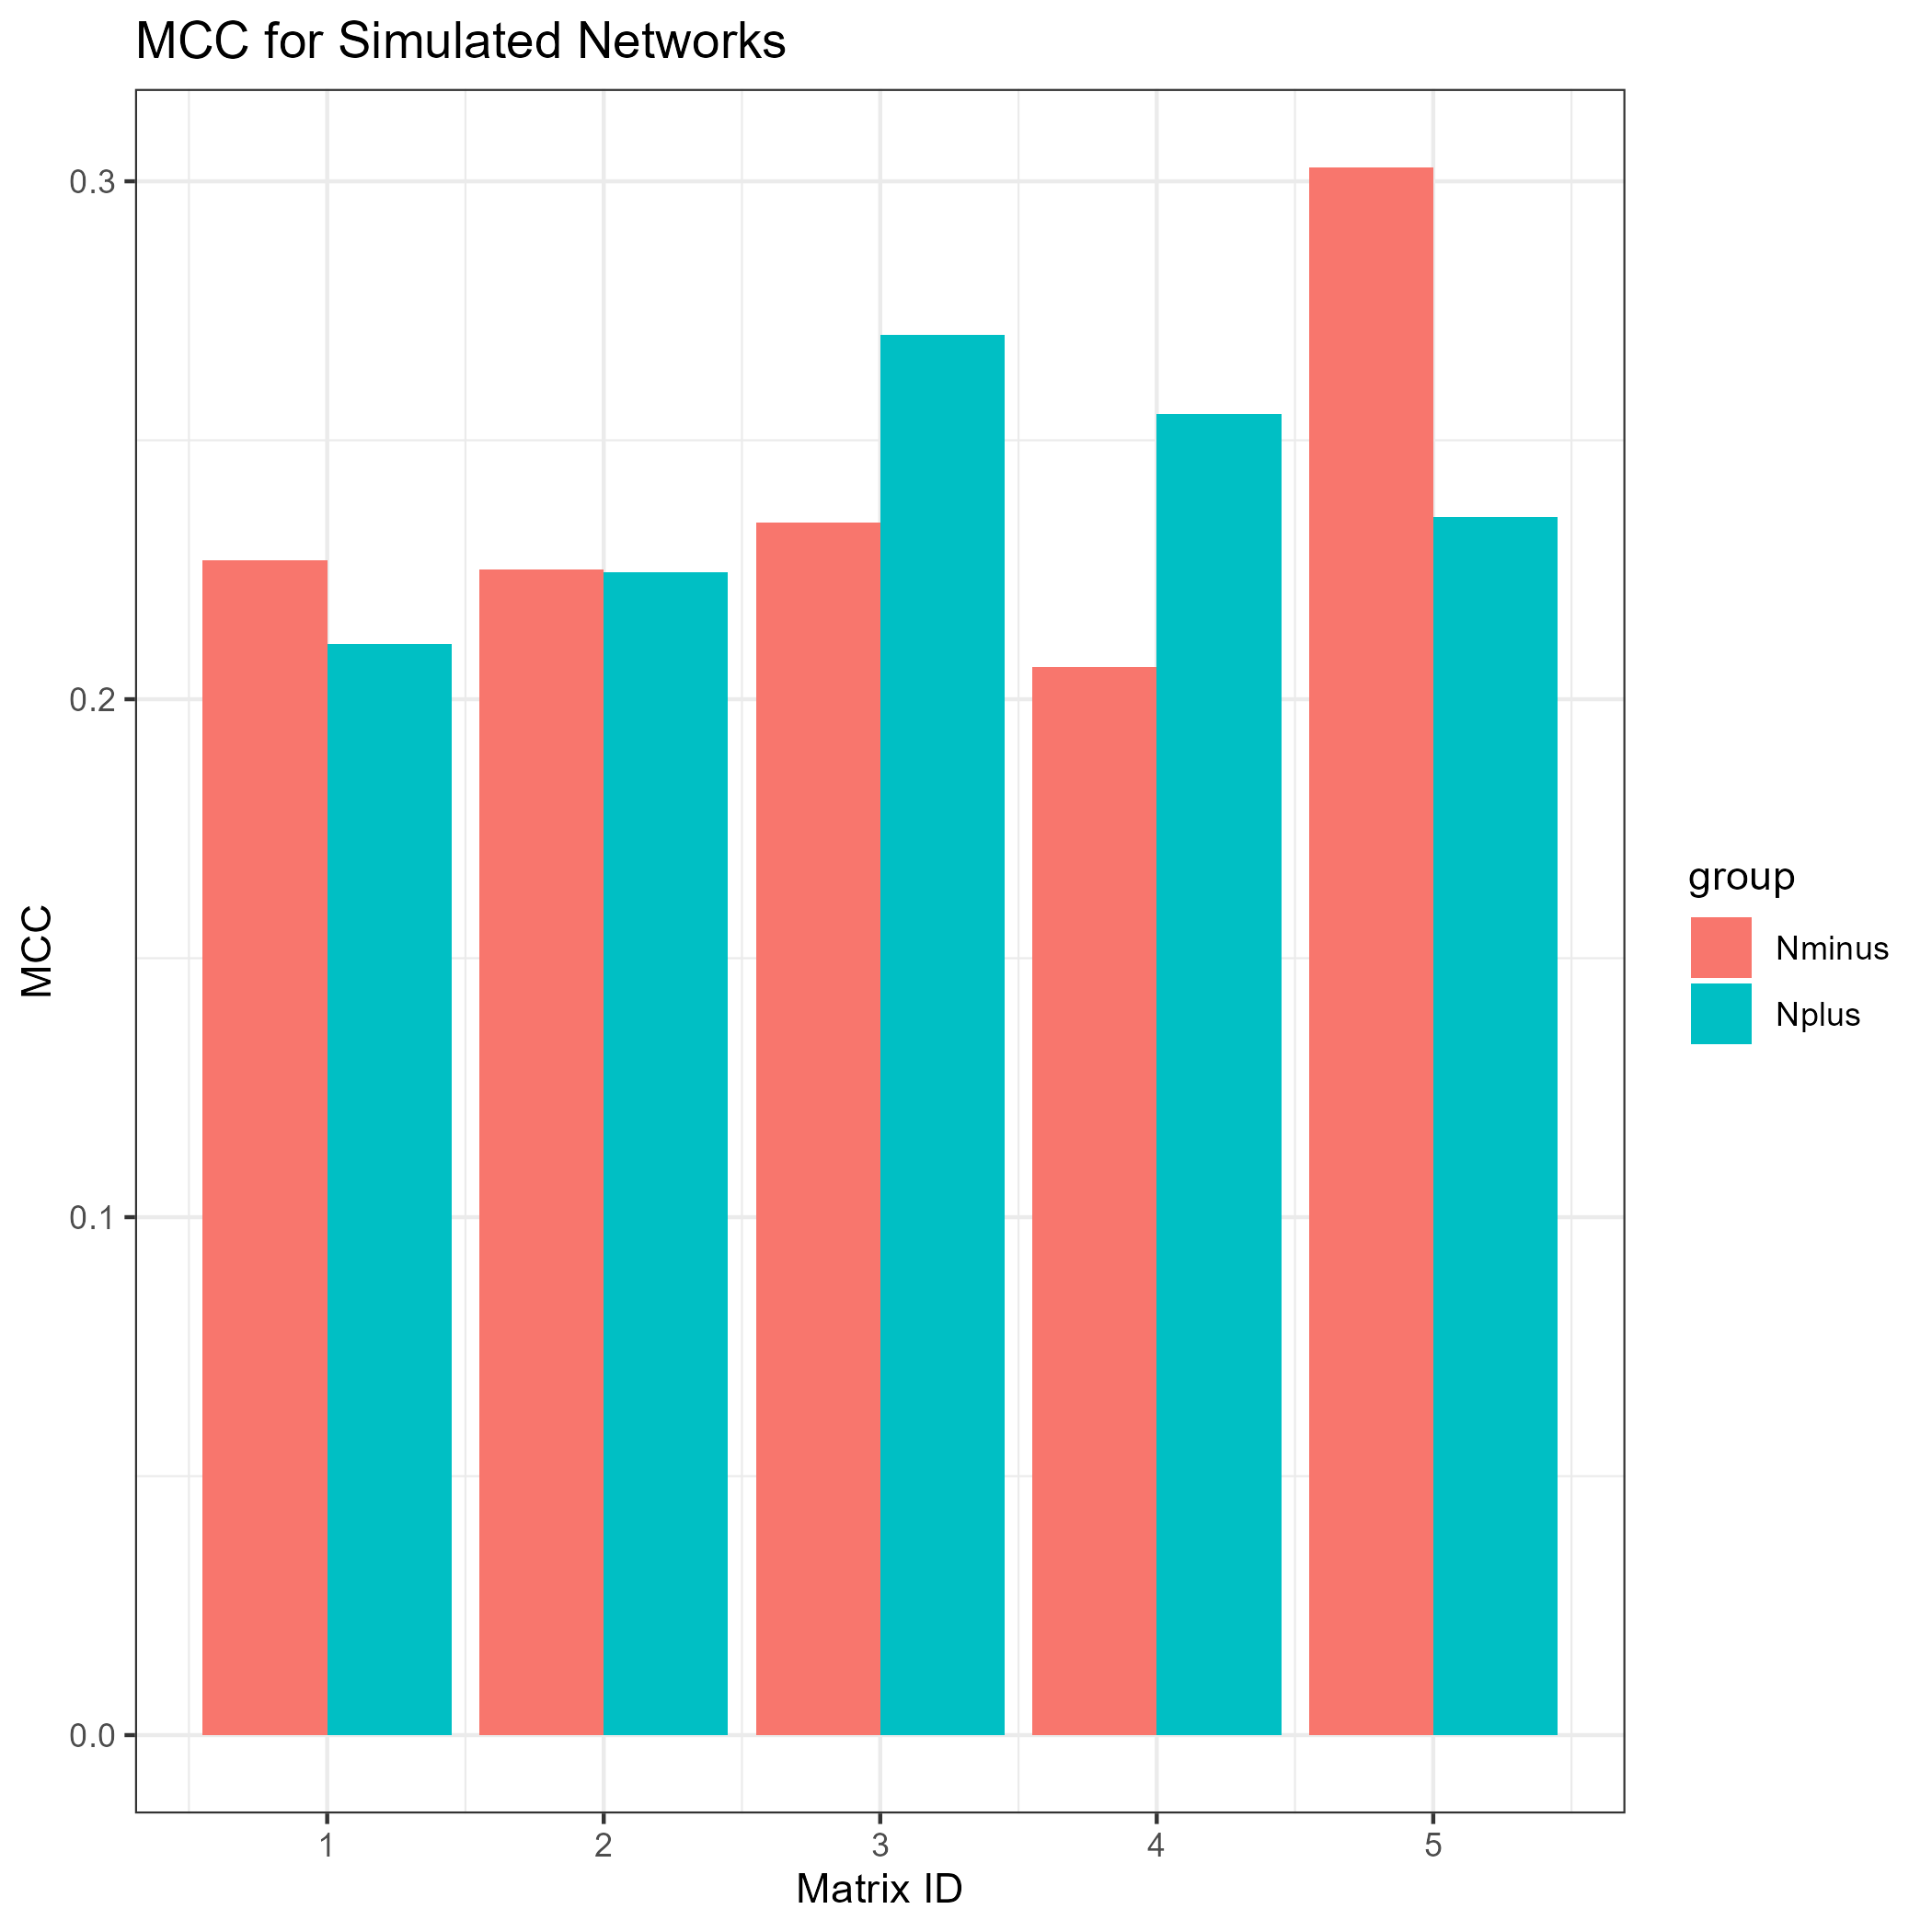 MCC for Simulated Networks
MCC
0.3
0.2
0.1
0.0
1 2 3 4 5
Matrix ID
group
Nminus
Nplus